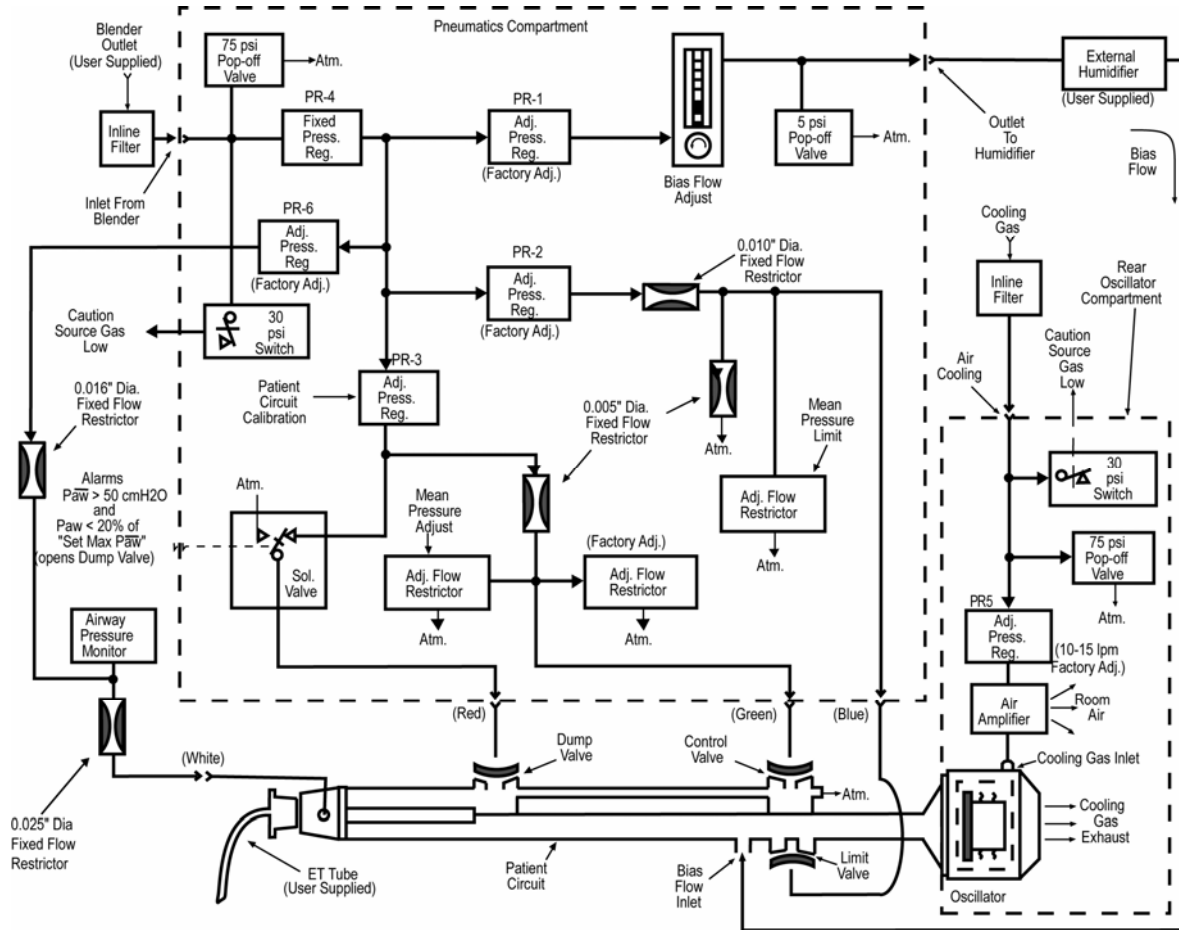 Pneumatics Compartment
Blender
Outlet
(User Supplied)
Inline
Filter
Inlet From
Blender
75 psi
Pop-off
Valve
Atm.
PR-4
Fixed
Press.
Reg.
PR-1
Adj.
Press.
Reg.
(Factory Adj.)
Bias Flow
Adjust
5 psi
Pop-off
Valve
Atm.
Outlet
To
Humidifier
External
Humidifier
(User Supplied)
Bias
Flow
PR-6
Adj.
Press.
Reg
(Factory Adj.)
PR-2
Adj.
Press.
Reg.
(Factory Adj.)
0.010" Dia.
Fixed Flow
Restrictor
Cooling
Gas
Inline
Filter
Rear
Oscillator
Compartment
Caution
Source Gas
Low
30
psi
Switch
PR-3
Adj.
Press.
Reg.
Patient
Circuit
Calibration
0.016" Dia.
Fixed Flow
Restrictor
0.005" Dia.
Fixed Flow
Restrictor
Atm.
Mean
Pressure
Limit
Adj. Flow
Restrictor
Atm.
Air
Cooling
Caution
Source Gas
Low
30
psi
Switch
75 psi
Pop-off
Valve
Atm.
Alarms
P̅a̅w̅ > 50 cmH2O
and
Paw < 20% of
"Set Max P̅a̅w̅"
(opens Dump Valve)
Atm.
Sol.
Valve
Mean
Pressure
Adjust
Adj. Flow
Restrictor
Atm.
(Factory Adj.)
Adj. Flow
Restrictor
Atm.
PR5
Adj.
Press.
Reg.
(10-15 lpm
Factory Adj.)
Air
Amplifier
Room
Air
Airway
Pressure
Monitor
(Red)
(Green)
(Blue)
(White)
Dump
Valve
Control
Valve
Atm.
Cooling Gas Inlet
Cooling
Gas
Exhaust
0.025" Dia
Fixed Flow
Restrictor
ET Tube
(User Supplied)
Patient
Circuit
Bias
Flow
Inlet
Limit
Valve
Oscillator